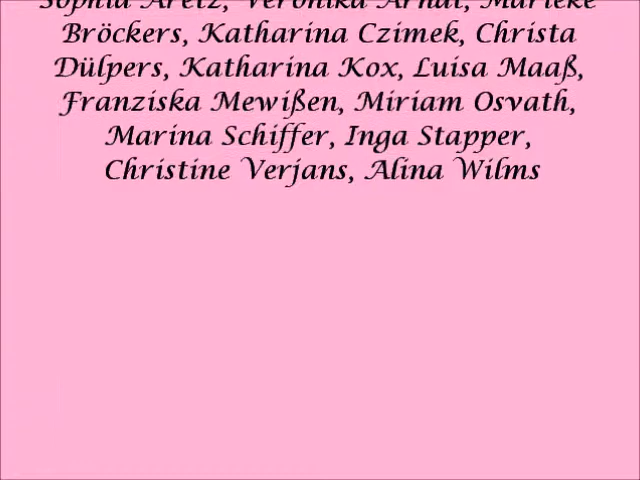 Sophia Aretz, Veronika Arndt, Marieke
Bröckers, Katharina Czimek, Christa
Dülpers, Katharina Kox, Luisa Maaß,
Franziska Mewißen, Miriam Osvath,
Marina Schiffer, Inga Stapper,
Christine Verjans, Alina Wilms